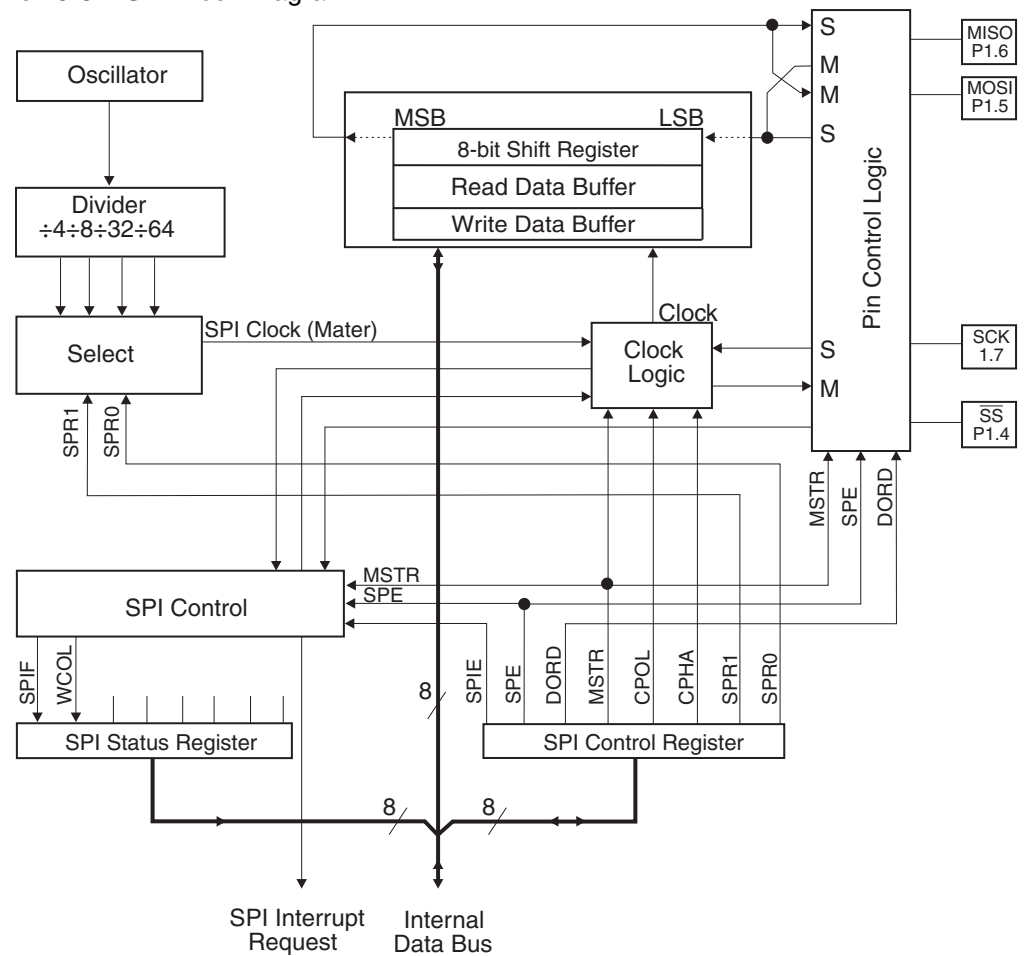 Oscillator
Divider
÷4÷8÷32÷64
Select
SPI Clock (Mater)
SPR1
SPR0
MSB
LSB
8-bit Shift Register
Read Data Buffer
Write Data Buffer
Clock
Clock
Logic
S
M
M
S
S
M
Pin Control Logic
MISO
P1.6
MOSI
P1.5
SCK
1.7
SS
P1.4
MSTR
SPE
DORD
SPI Control
MSTR
SPE
SPIF
WCOL
SPI Status Register
SPIE
SPE
DORD
MSTR
CPOL
CPHA
SPR1
SPR0
SPI Control Register
8
8
8
SPI Interrupt
Request
Internal
Data Bus